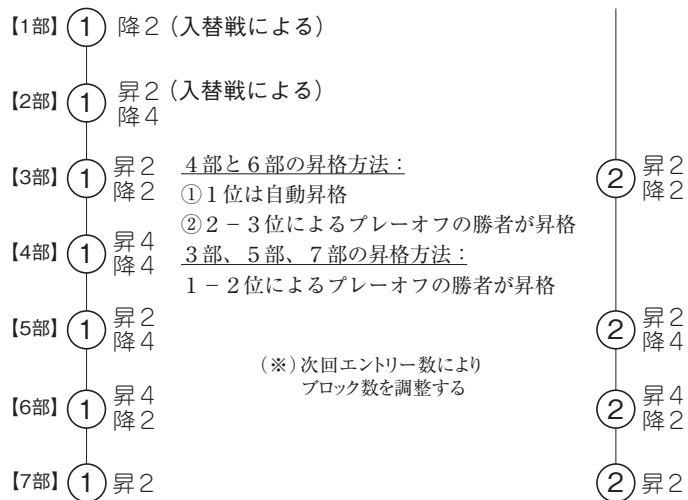 【1部】① 降2（入替戦による）
【2部】① 昇2（入替戦による）
降4
【3部】① 昇2
降2
4部と6部の昇格方法：
①1位は自動昇格
②2－3位によるプレーオフの勝者が昇格
② 昇2
降2
【4部】① 昇4
降4
3部、5部、7部の昇格方法：
1－2位によるプレーオフの勝者が昇格
【5部】① 昇2
降4
② 昇2
降4
（※）次回エントリー数により
ブロック数を調整する
【6部】① 昇4
降2
② 昇4
降2
【7部】① 昇2
② 昇2